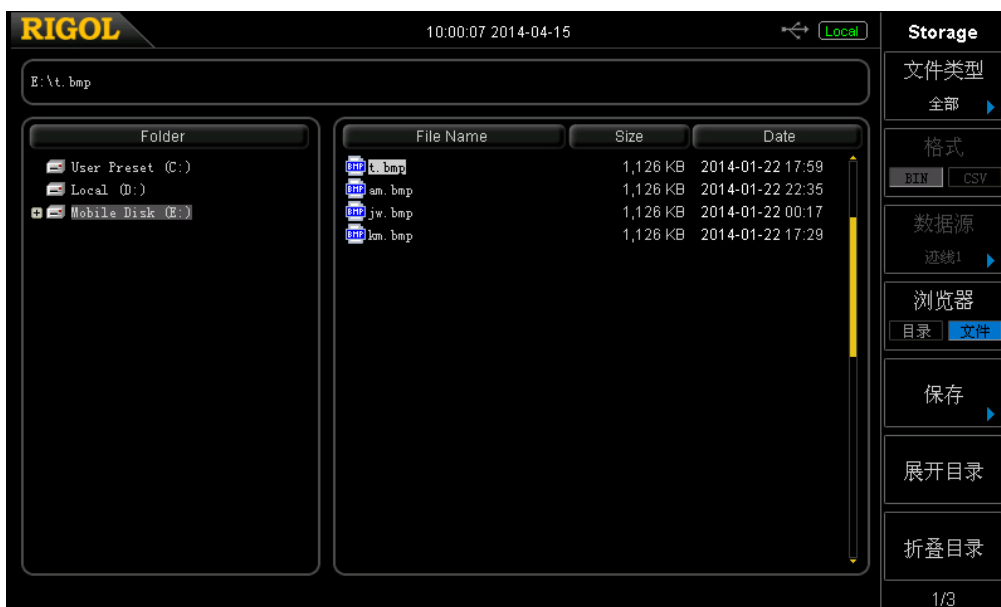 RIGOL
10:00:07 2014-04-15
Local
Storage
E:\t.bmp
Folder
User Preset (C:)
Local (D:)
Mobile Disk (E:)
File Name Size Date
BMP t.bmp 1,126 KB 2014-01-22 17:59
BMP am.bmp 1,126 KB 2014-01-22 22:35
BMP jw.bmp 1,126 KB 2014-01-22 00:17
BMP km.bmp 1,126 KB 2014-01-22 17:29
文件类型
全部
格式
BIN CSV
数据源
迹线1
浏览器
目录 文件
保存
展开目录
折叠目录
1/3